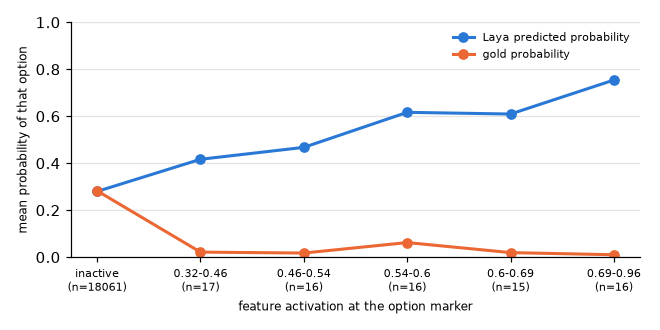 1.0
0.8
0.6
0.4
0.2
0.0
mean probability of that option
Laya predicted probability
gold probability
inactive 0.32-0.46 0.46-0.54 0.54-0.6 0.6-0.69 0.69-0.96
(n=18061) (n=17) (n=16) (n=16) (n=15) (n=16)
feature activation at the option marker